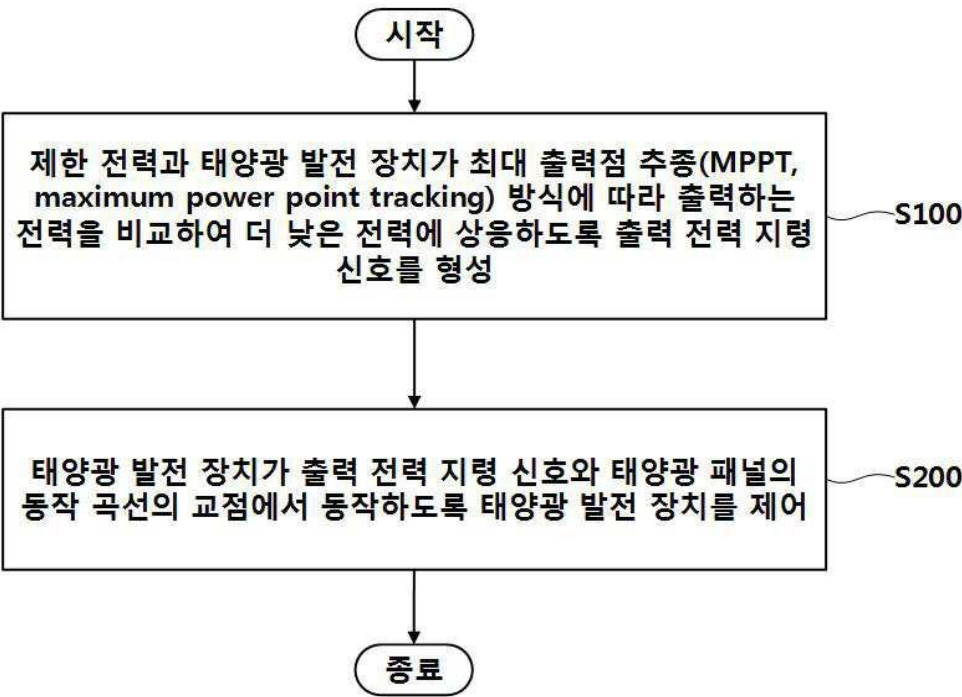 시작
제한 전력과 태양광 발전 장치가 최대 출력점 추종(MPPT,
maximum power point tracking) 방식에 따라 출력하는
전력을 비교하여 더 낮은 전력에 상응하도록 출력 전력 지령
신호를 형성
S100
태양광 발전 장치가 출력 전력 지령 신호와 태양광 패널의
동작 곡선의 교점에서 동작하도록 태양광 발전 장치를 제어
S200
종료